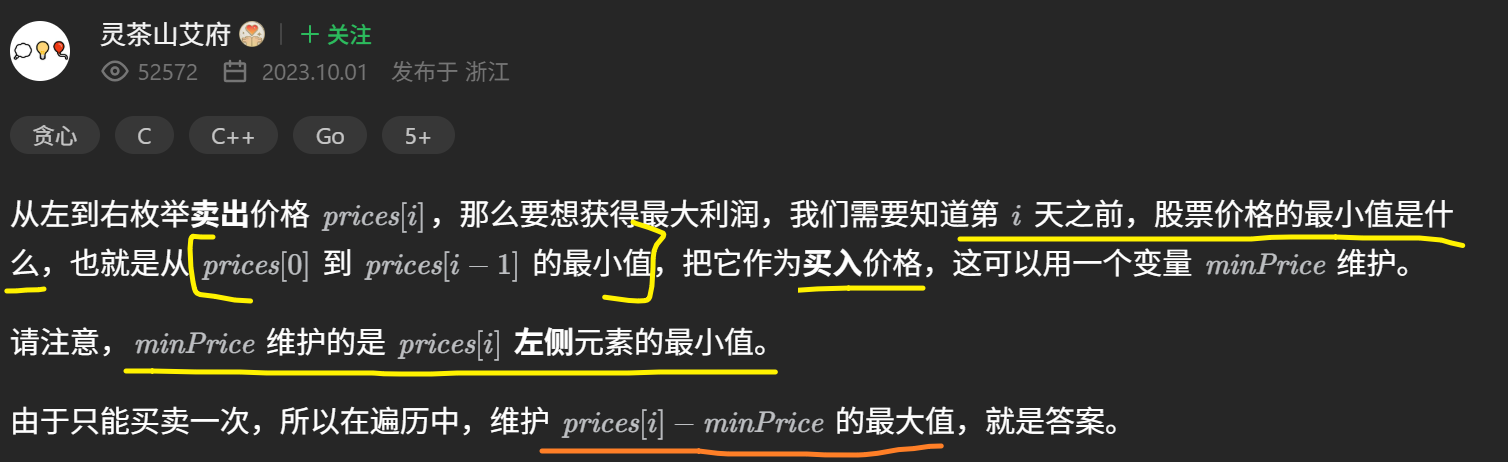 灵茶山艾府 + 关注
52572 2023.10.01 发布于 浙江
贪心 C C++ Go 5+
从左到右枚举卖出价格 prices[i]，那么要想获得最大利润，我们需要知道第 i 天之前，股票价格的最小值是什
么，也就是从 prices[0] 到 prices[i − 1] 的最小值，把它作为买入价格，这可以用一个变量 minPrice 维护。
请注意，minPrice 维护的是 prices[i] 左侧元素的最小值。
由于只能买卖一次，所以在遍历中，维护 prices[i] − minPrice 的最大值，就是答案。